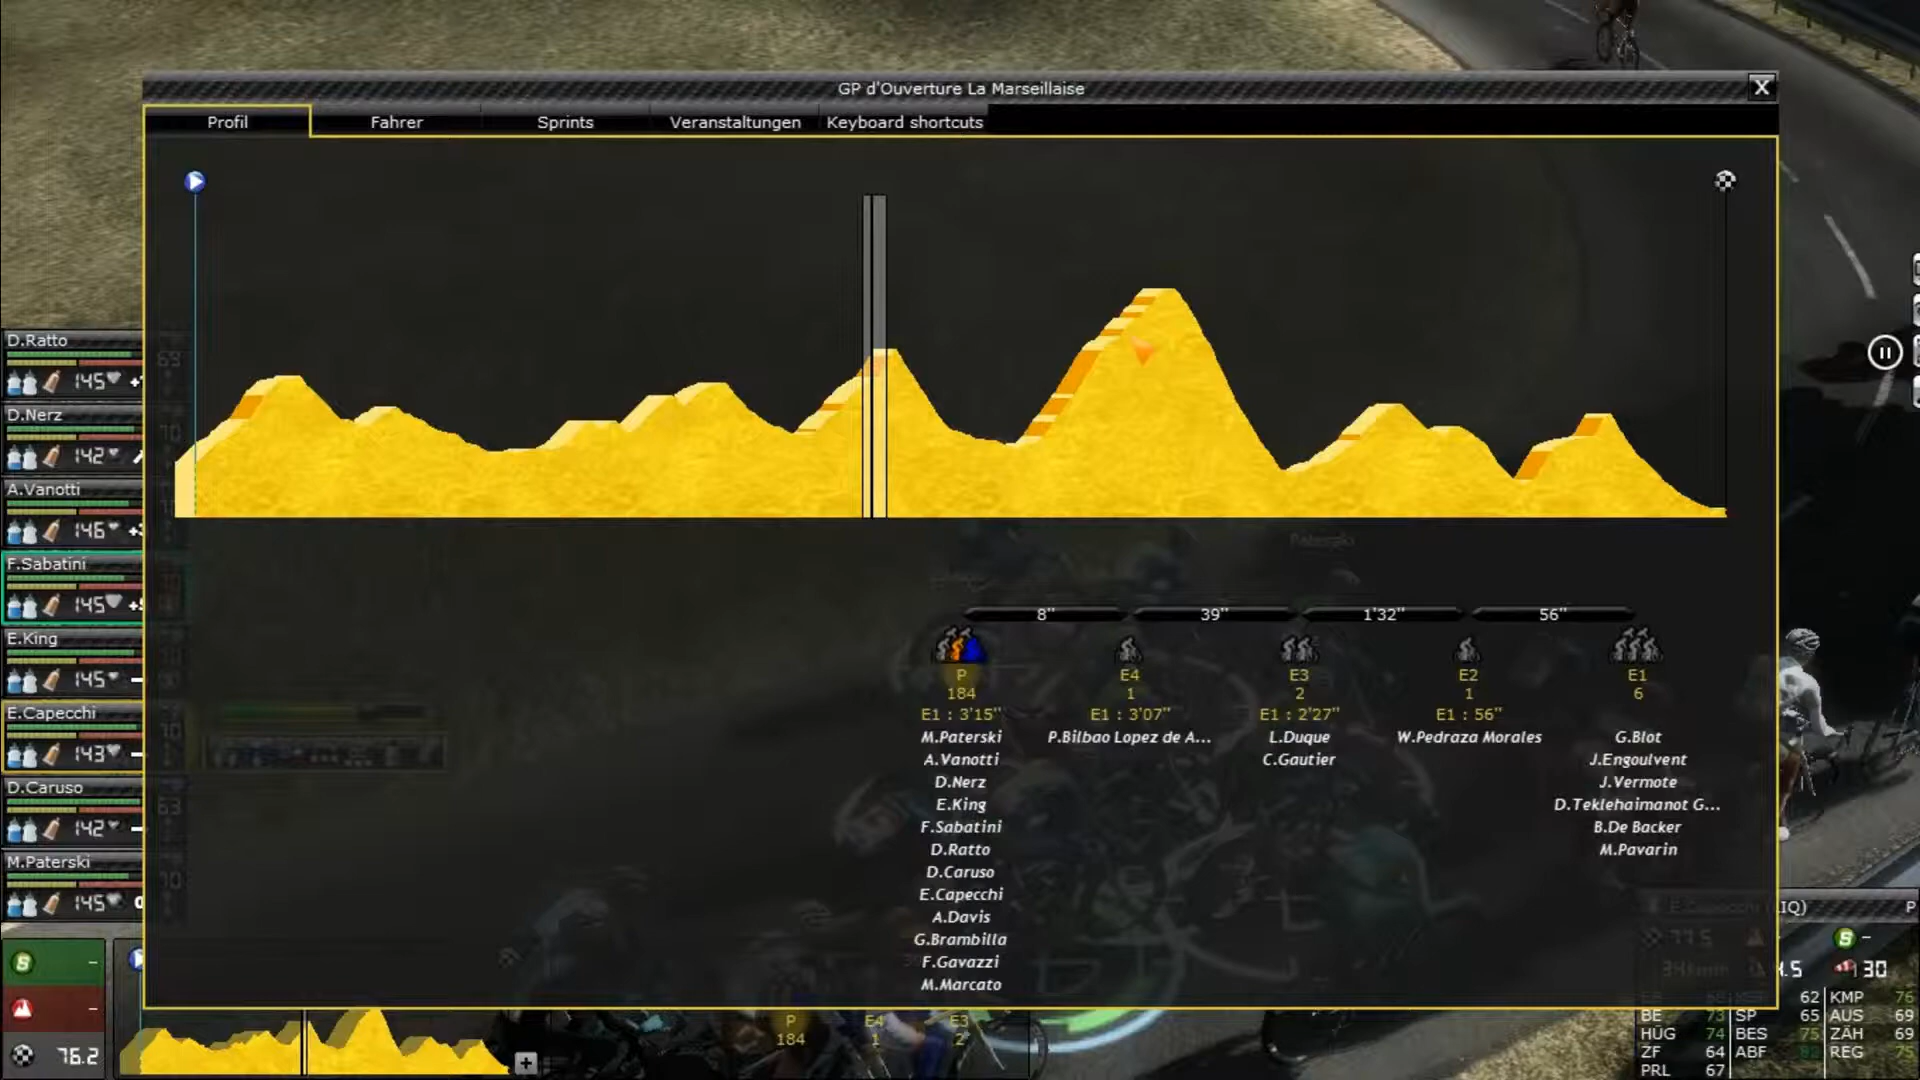 GP d'Ouverture La Marseillaise
X
Profil Fahrer Sprints Veranstaltungen Keyboard shortcuts
D.Ratto
145
D.Nerz
142
A.Vanotti
146
F.Sabatini
145
E.King
145
E.Capecchi
143
D.Caruso
142
M.Paterski
145
8" 39" 1'32" 56"
P E4 E3 E2 E1
184 1 2 1 6
E1 : 3'15" E1 : 3'07" E1 : 2'27" E1 : 56"
M.Paterski P.Bilbao Lopez de A... L.Duque W.Pedraza Morales G.Blot
A.Vanotti C.Gautier J.Engoulvent
D.Nerz J.Vermote
E.King D.Teklehaimanot G...
F.Sabatini B.De Backer
D.Ratto M.Pavarin
D.Caruso
E.Capecchi
A.Davis
G.Brambilla
F.Gavazzi
M.Marcato
S -
-
76.2
P E4 E3
184 1 2
P
S -
30
62 KMP 76
BE 73 SP 65 AUS 69
HÜG 74 BES 75 ZÄH 69
ZF 64 ABF REG 75
PRL 67